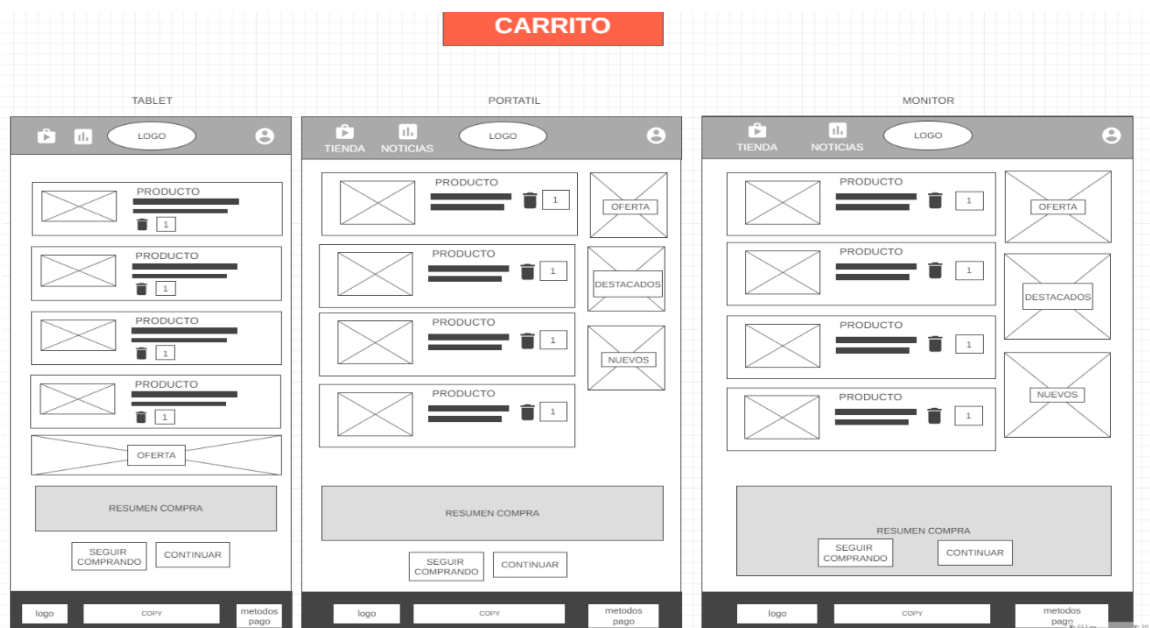 CARRITO
TABLET
LOGO
PRODUCTO
1
PRODUCTO
1
PRODUCTO
1
PRODUCTO
1
OFERTA
RESUMEN COMPRA
SEGUIR
COMPRANDO
CONTINUAR
logo
COPY
metodos
pago
PORTATIL
TIENDA
NOTICIAS
LOGO
PRODUCTO
1
OFERTA
PRODUCTO
1
DESTACADOS
PRODUCTO
1
NUEVOS
PRODUCTO
1
RESUMEN COMPRA
SEGUIR
COMPRANDO
CONTINUAR
logo
COPY
metodos
pago
MONITOR
TIENDA
NOTICIAS
LOGO
PRODUCTO
1
OFERTA
PRODUCTO
1
DESTACADOS
PRODUCTO
1
NUEVOS
PRODUCTO
1
RESUMEN COMPRA
SEGUIR
COMPRANDO
CONTINUAR
logo
COPY
metodos
pago